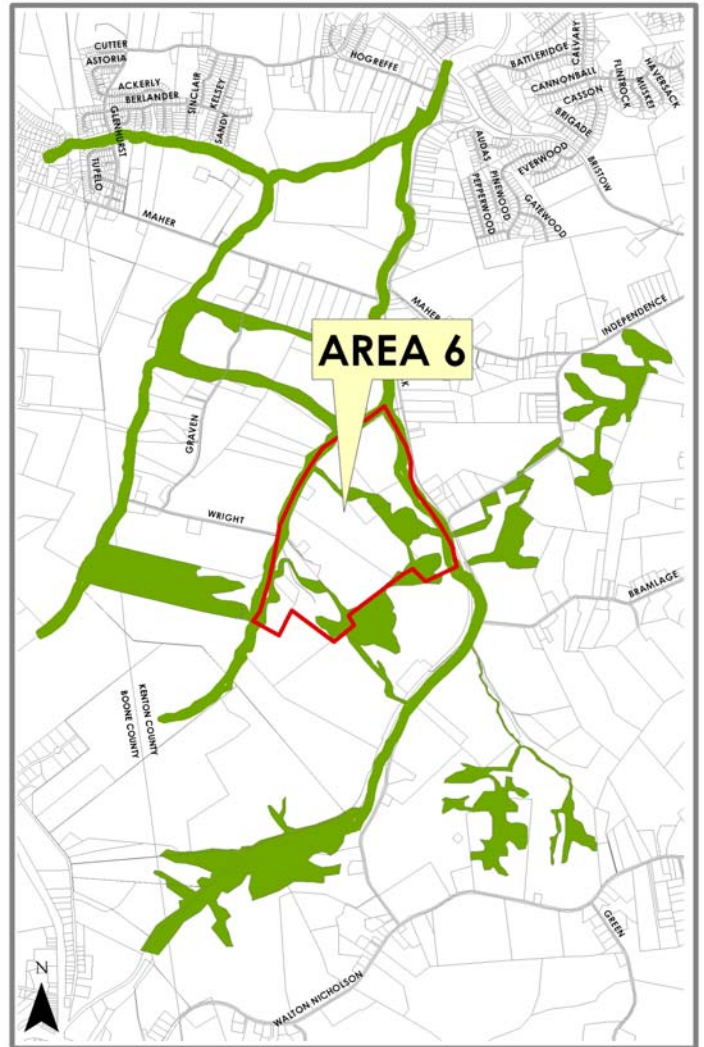 CUTTER
ASTORIA
ACKERLY
BERLANDER
GLENHURST
TUPELO
SINCLAIR
KELSEY
SANDY
HOGREFFE
BATTLERIDGE
CALVARY
CANNONBALL
CASSON
FLINTROCK
MUSKET
HAVERSACK
BRIGADE
EVERWOOD
BRISTOW
AUDAS
PINEWOOD
PEPPERWOOD
GATEWOOD
MAHER
MAHER
INDEPENDENCE
AREA 6
GRAVEN
WRIGHT
BRAMLAGE
KENTON COUNTY
BOONE COUNTY
GREEN
WALTON NICHOLSON
N